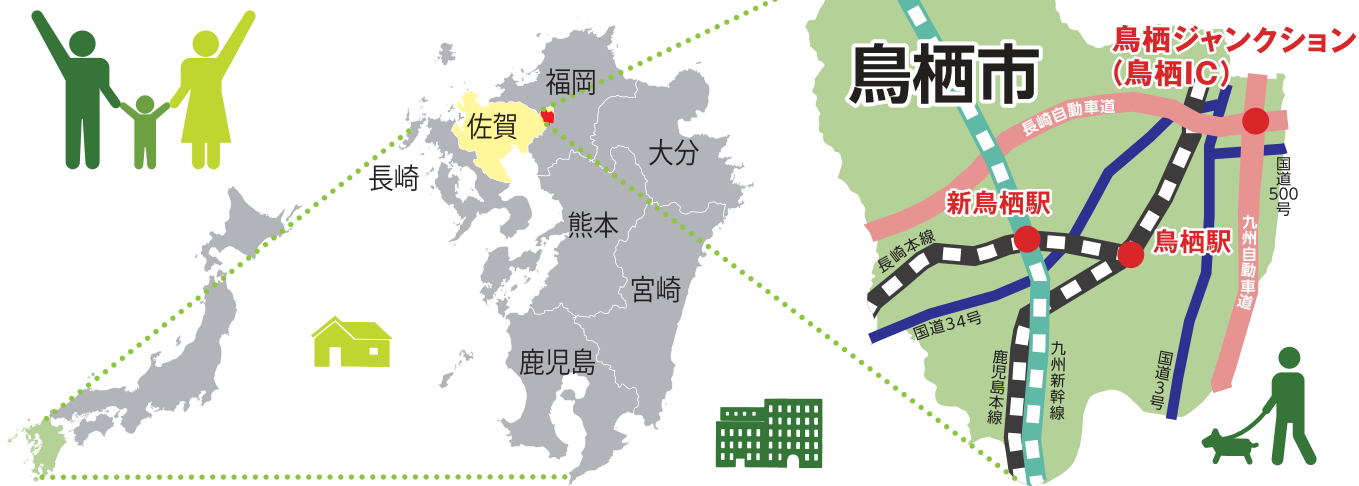 福岡
佐賀
長崎
大分
熊本
宮崎
鹿児島
鳥栖市
鳥栖ジャンクション
（鳥栖IC）
長崎自動車道
国道
500
号
新鳥栖駅
鳥栖駅
長崎本線
九州自動車道
国道34号
鹿児島本線
九州新幹線
国道3号